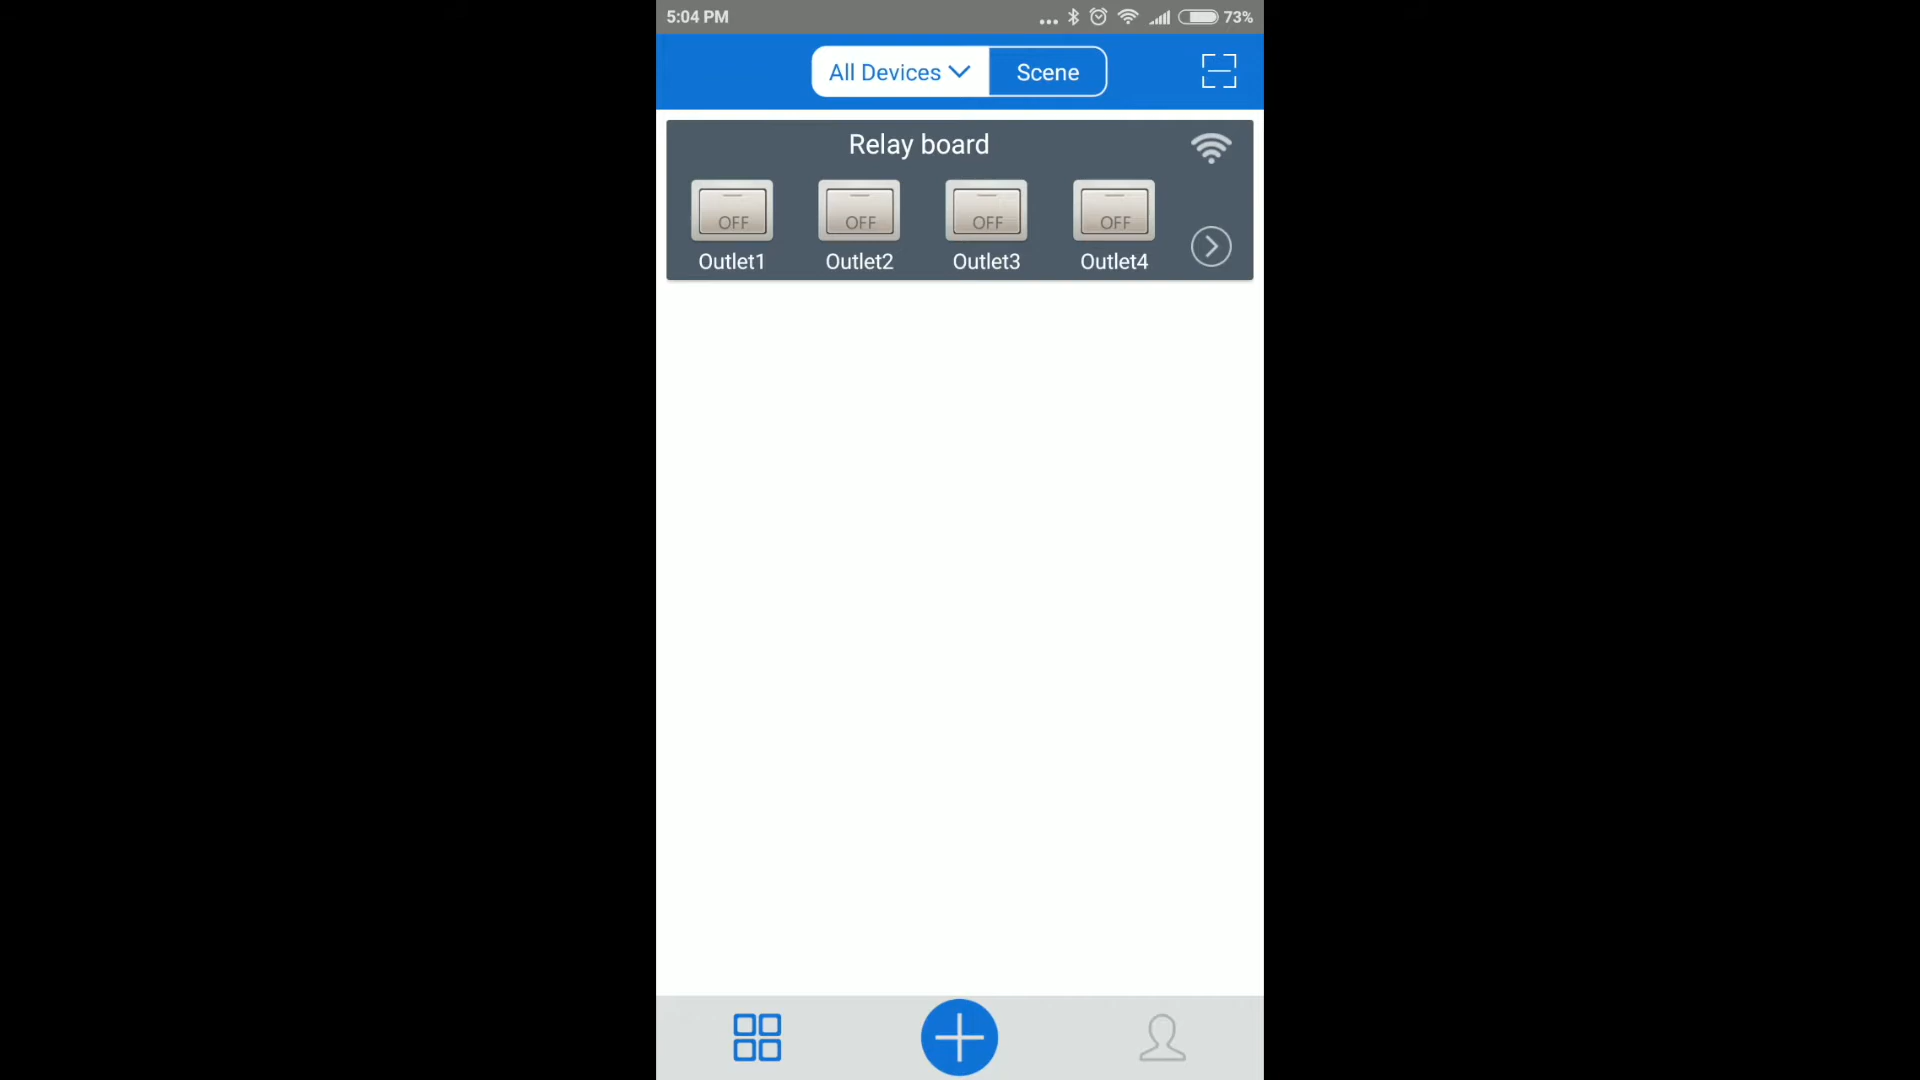 5:04 PM 73%
All Devices Scene
Relay board
OFF OFF OFF OFF
Outlet1 Outlet2 Outlet3 Outlet4